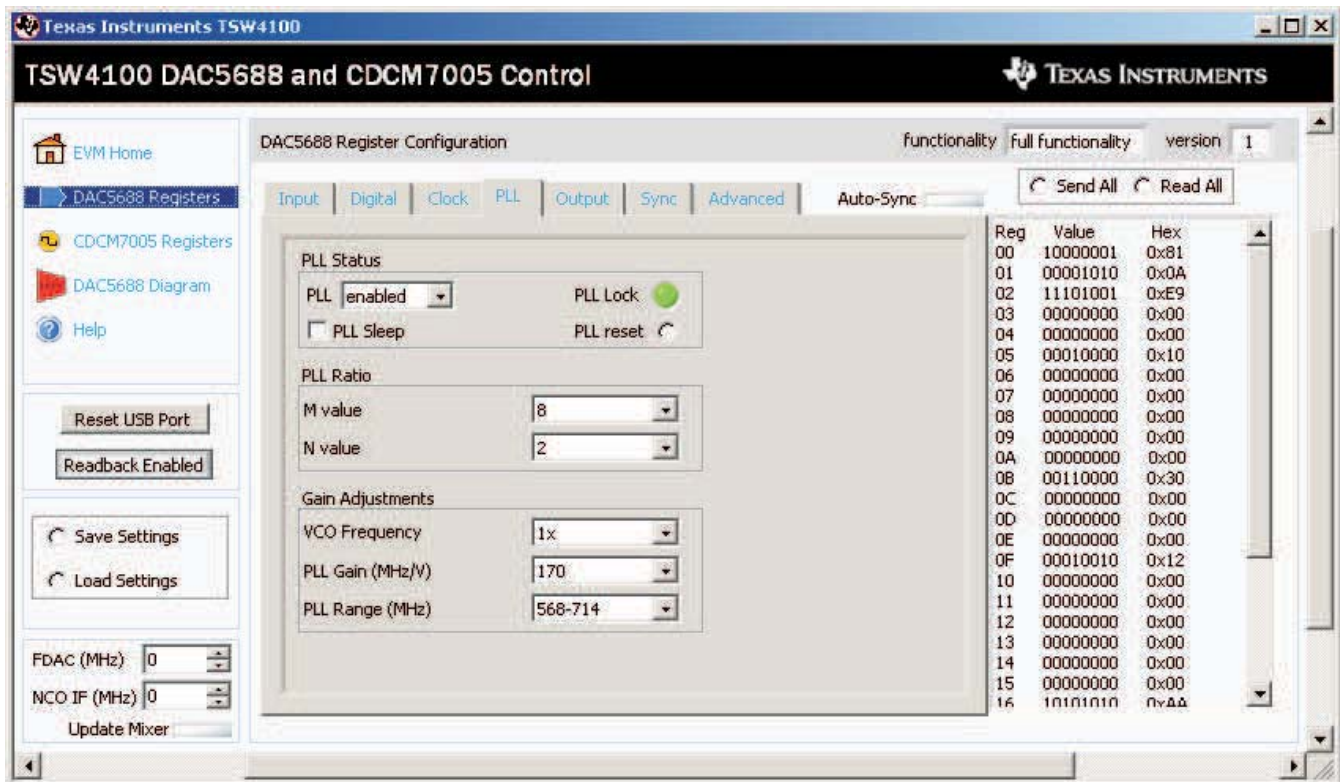 Texas Instruments TSW4100
TSW4100 DAC5688 and CDCM7005 Control
TEXAS INSTRUMENTS
EVM Home
DAC5688 Registers
CDCM7005 Registers
DAC5688 Diagram
Help
Reset USB Port
Readback Enabled
Save Settings
Load Settings
FDAC (MHz) 0
NCO IF (MHz) 0
Update Mixer
DAC5688 Register Configuration
functionality full functionality version 1
Input Digital Clock PLL Output Sync Advanced Auto-Sync
Send All Read All
PLL Status
PLL enabled PLL Lock
PLL Sleep PLL reset
PLL Ratio
M value 8
N value 2
Gain Adjustments
VCO Frequency 1x
PLL Gain (MHz/V) 170
PLL Range (MHz) 568-714
Reg Value Hex
00 10000001 0x81
01 00001010 0x0A
02 11101001 0xE9
03 00000000 0x00
04 00000000 0x00
05 00010000 0x10
06 00000000 0x00
07 00000000 0x00
08 00000000 0x00
09 00000000 0x00
0A 00000000 0x00
0B 00110000 0x30
0C 00000000 0x00
0D 00000000 0x00
0E 00000000 0x00
0F 00010010 0x12
10 00000000 0x00
11 00000000 0x00
12 00000000 0x00
13 00000000 0x00
14 00000000 0x00
15 00000000 0x00
16 10101010 0xAA